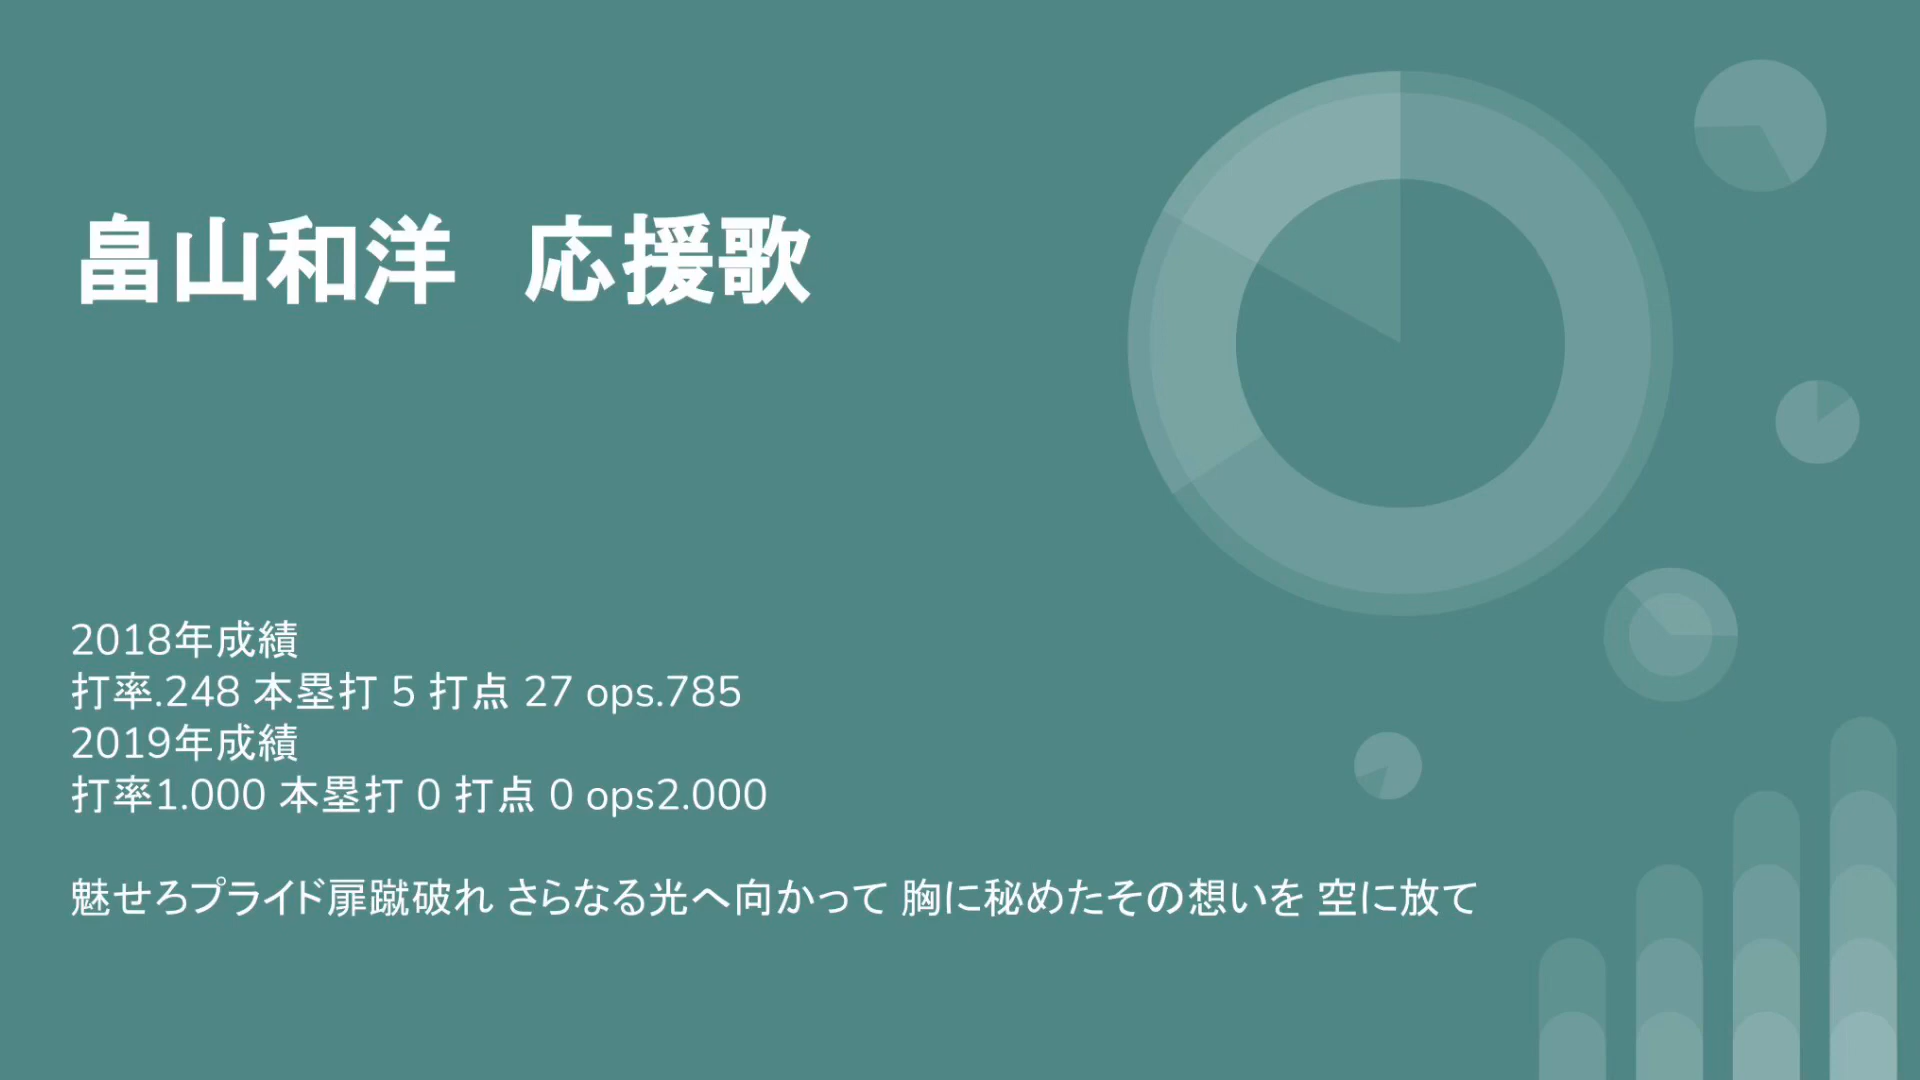 畠山和洋　応援歌
2018年成績
打率.248 本塁打 5 打点 27 ops.785
2019年成績
打率1.000 本塁打 0 打点 0 ops2.000
魅せろプライド扉蹴破れ さらなる光へ向かって 胸に秘めたその想いを 空に放て